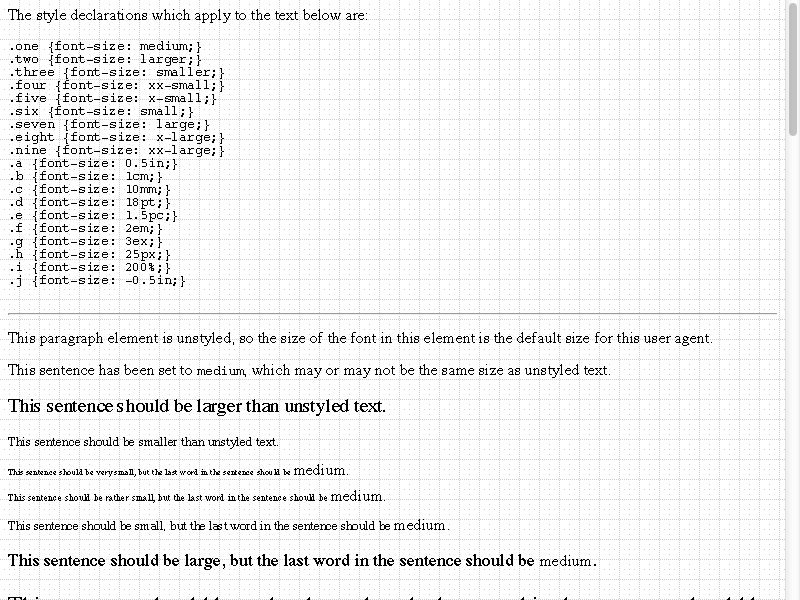 The style declarations which apply to the text below are:
.one {font-size: medium;}
.two {font-size: larger;}
.three {font-size: smaller;}
.four {font-size: xx-small;}
.five {font-size: x-small;}
.six {font-size: small;}
.seven {font-size: large;}
.eight {font-size: x-large;}
.nine {font-size: xx-large;}
.a {font-size: 0.5in;}
.b {font-size: 1cm;}
.c {font-size: 10mm;}
.d {font-size: 18pt;}
.e {font-size: 1.5pc;}
.f {font-size: 2em;}
.g {font-size: 3ex;}
.h {font-size: 25px;}
.i {font-size: 200%;}
.j {font-size: -0.5in;}
This paragraph element is unstyled, so the size of the font in this element is the default size for this user agent.
This sentence has been set to medium, which may or may not be the same size as unstyled text.
This sentence should be larger than unstyled text.
This sentence should be smaller than unstyled text.
This sentence should be very small, but the last word in the sentence should be medium.
This sentence should be rather small, but the last word in the sentence should be medium.
This sentence should be small, but the last word in the sentence should be medium.
This sentence should be large, but the last word in the sentence should be medium.